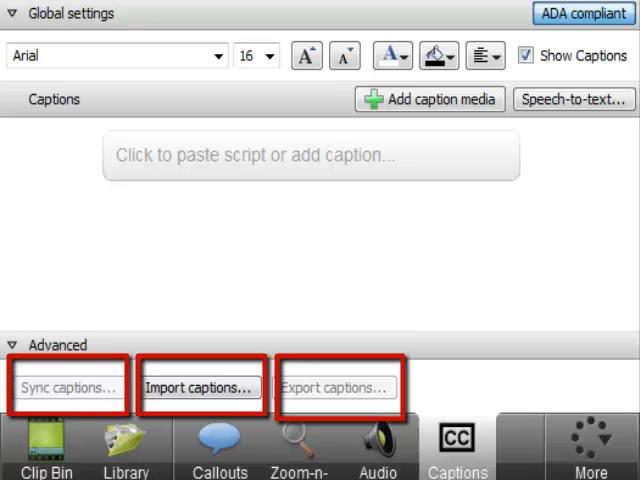 Global settings
ADA compliant
Arial
16
A A A
Show Captions
Captions
Add caption media
Speech-to-text...
Click to paste script or add caption...
Advanced
Sync captions...
Import captions...
Export captions...
CC
Clip Bin
Library
Callouts
Zoom-n-
Audio
Captions
More